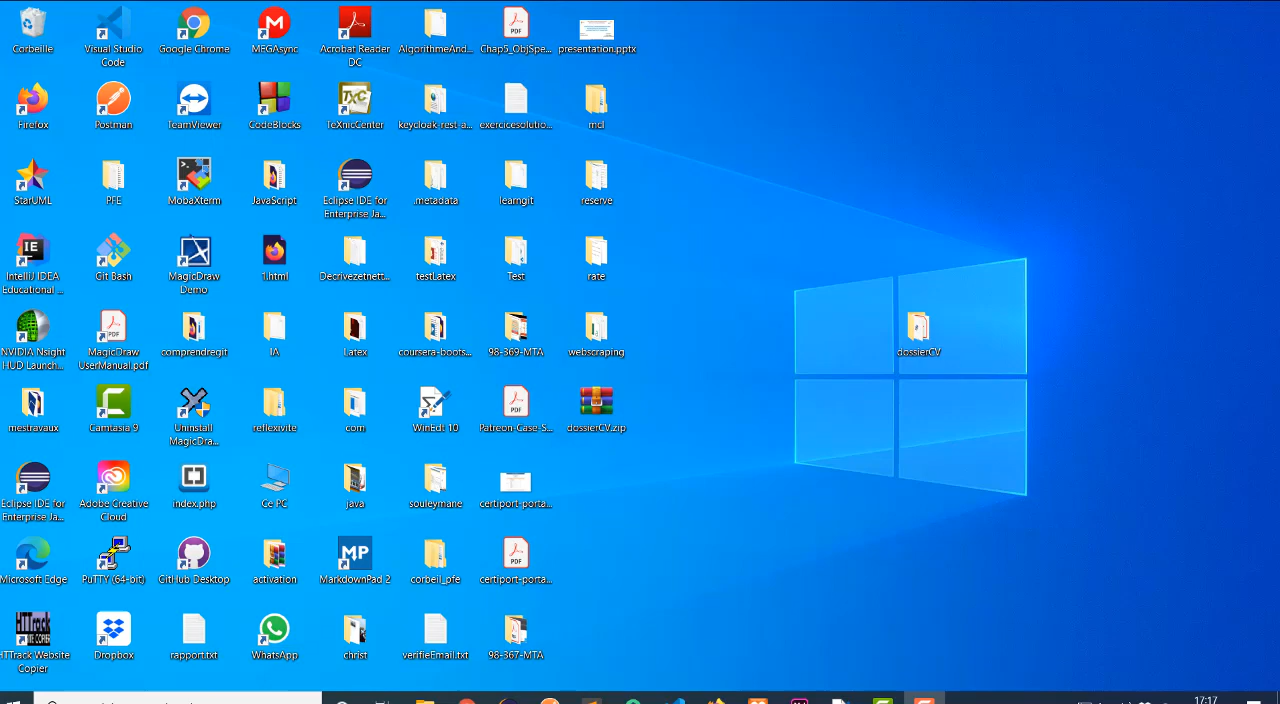 Corbeille
Visual Studio
Code
Google Chrome
MEGAsync
Acrobat Reader
DC
AlgorithmeAnd...
Chap5_ObjSpe...
presentation.pptx
Firefox
Postman
TeamViewer
CodeBlocks
TeXnicCenter
keycloak-rest-a...
exercicesolutio...
mcl
StarUML
PFE
MobaXterm
JavaScript
Eclipse IDE for
Enterprise Ja...
.metadata
learngit
reserve
IntelliJ IDEA
Educational ...
Git Bash
MagicDraw
Demo
1.html
Decrivezetnett...
testLatex
Test
rate
NVIDIA Nsight
HUD Launch...
MagicDraw
UserManual.pdf
comprendregit
IA
Latex
coursera-boots...
98-369-MTA
webscraping
dossierCV
mestravaux
Camtasia 9
Uninstall
MagicDra...
reflexivite
com
WinEdt 10
Patreon-Case-S...
dossierCV.zip
Eclipse IDE for
Enterprise Ja...
Adobe Creative
Cloud
index.php
Ce PC
java
souleymane
certiport-porta...
Microsoft Edge
PuTTY (64-bit)
GitHub Desktop
activation
MarkdownPad 2
corbeil_pfe
certiport-porta...
HTTrack Website
Copier
Dropbox
rapport.txt
WhatsApp
christ
verifieEmail.txt
98-367-MTA
17:17